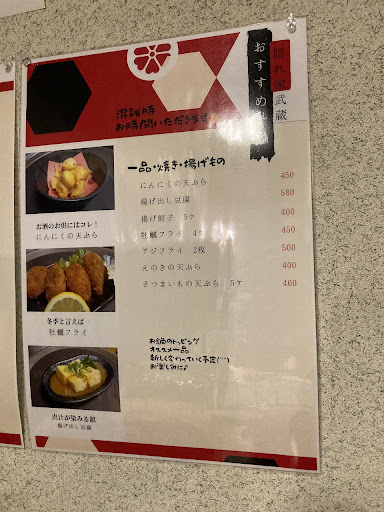 隠れ家武蔵
おすすめ
混雑時
お時間いただきます
一品・焼き・揚げもの
にんにくの天ぷら 450
揚げ出し豆腐 580
揚げ餃子 5ケ 400
牡蠣フライ 4ケ 450
アジフライ 2枚 500
えのきの天ぷら 400
さつまいもの天ぷら 5ケ 400
お酒のお供にはコレ!
にんにくの天ぷら
冬季と言えば…
牡蠣フライ
出汁が染みる銀
揚げ出し豆腐
お鍋のトッピング
オススメ一品
新しく変わっていく予定(^^)
お楽しみに♪